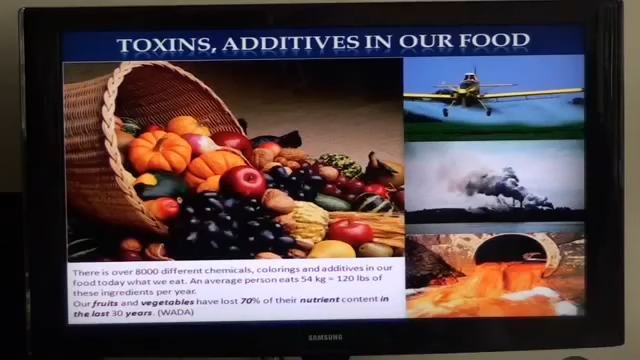 TOXINS, ADDITIVES IN OUR FOOD
There is over 8000 different chemicals, colorings and additives in our
food today what we eat. An average person eats 54 kg = 120 lbs of
these ingredients per year.
Our fruits and vegetables have lost 70% of their nutrient content in
the last 30 years. (WADA)
SAMSUNG